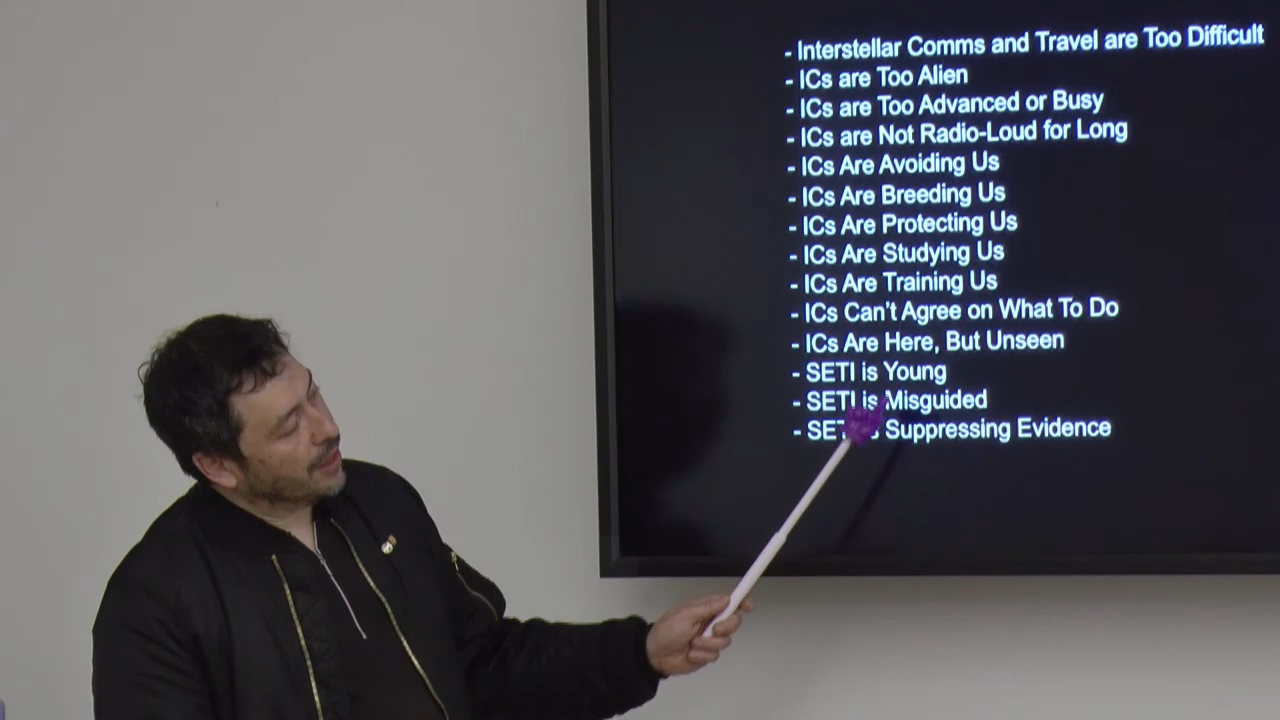 - Interstellar Comms and Travel are Too Difficult
- ICs are Too Alien
- ICs are Too Advanced or Busy
- ICs are Not Radio-Loud for Long
- ICs Are Avoiding Us
- ICs Are Breeding Us
- ICs Are Protecting Us
- ICs Are Studying Us
- ICs Are Training Us
- ICs Can't Agree on What To Do
- ICs Are Here, But Unseen
- SETI is Young
- SETI is Misguided
- SETI is Suppressing Evidence